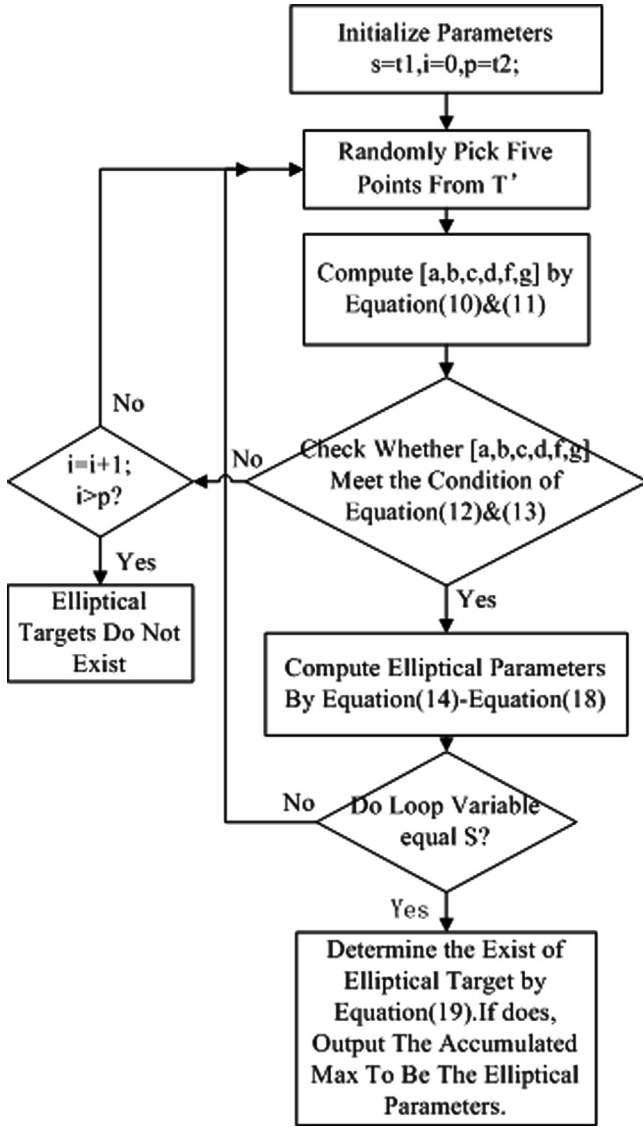 Initialize Parameters
s=t1,i=0,p=t2;
Randomly Pick Five
Points From T’
Compute [a,b,c,d,f,g] by
Equation(10)&(11)
No
Check Whether [a,b,c,d,f,g]
Meet the Condition of
Equation(12)&(13)
No
i=i+1;
i>p?
Yes
Elliptical
Targets Do Not
Exist
Yes
Compute Elliptical Parameters
By Equation(14)-Equation(18)
No
Do Loop Variable
equal S?
Yes
Determine the Exist of
Elliptical Target by
Equation(19).If does,
Output The Accumulated
Max To Be The Elliptical
Parameters.